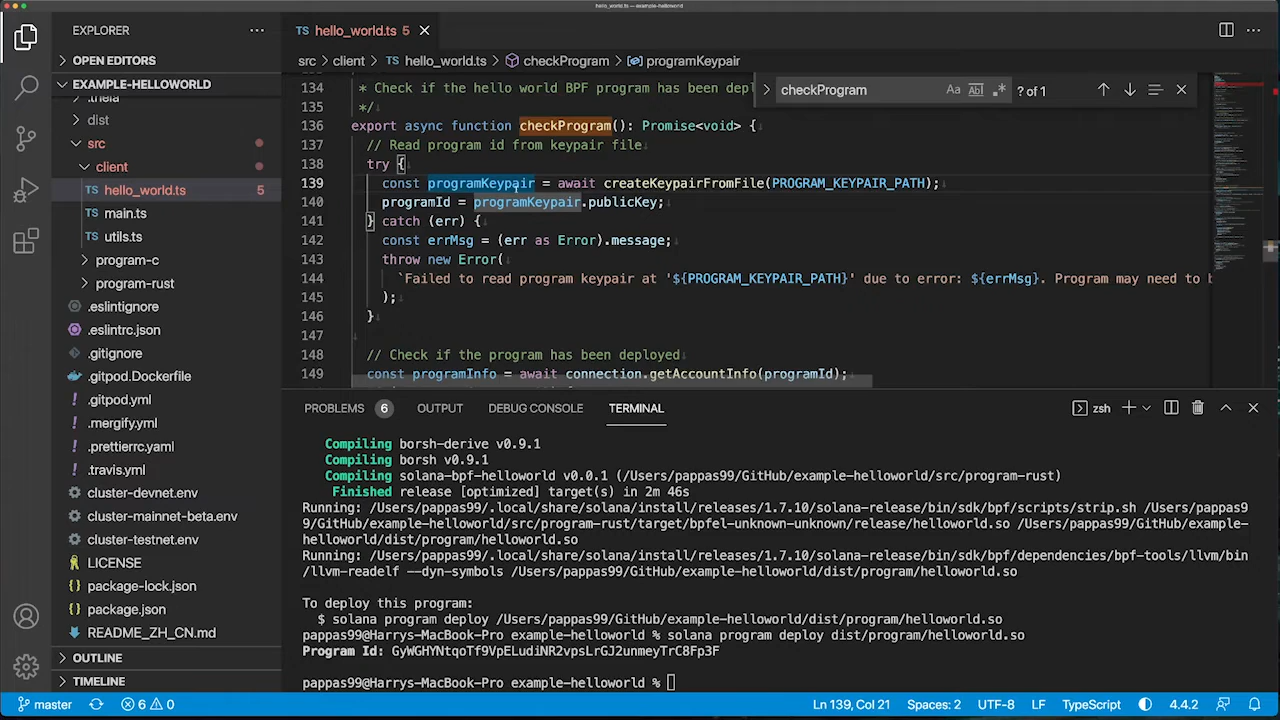 hello_world.ts — example-helloworld
EXPLORER
OPEN EDITORS
EXAMPLE-HELLOWORLD
.theia
dist
src
client
TS hello_world.ts 5
TS main.ts
TS utils.ts
program-c
program-rust
.eslintignore
.eslintrc.json
.gitignore
.gitpod.Dockerfile
.gitpod.yml
.mergify.yml
.prettierrc.yaml
.travis.yml
cluster-devnet.env
cluster-mainnet-beta.env
cluster-testnet.env
LICENSE
package-lock.json
package.json
README_ZH_CN.md
OUTLINE
TIMELINE
TS hello_world.ts 5
src > client > TS hello_world.ts > checkProgram > programKeypair
checkProgram Aa Ab .* ? of 1
134 * Check if the hello world BPF program has been depl
135 */
136 export async function checkProgram(): Promise<void> {
137 // Read program id from keypair file
138 try {
139 const programKeypair = await createKeypairFromFile(PROGRAM_KEYPAIR_PATH);
140 programId = programKeypair.publicKey;
141 catch (err) {
142 const errMsg = (err as Error).message;
143 throw new Error(
144 `Failed to read program keypair at '${PROGRAM_KEYPAIR_PATH}' due to error: ${errMsg}. Program may need to b
145 );
146 }
147
148 // Check if the program has been deployed
149 const programInfo = await connection.getAccountInfo(programId);
PROBLEMS 6 OUTPUT DEBUG CONSOLE TERMINAL zsh
Compiling borsh-derive v0.9.1
Compiling borsh v0.9.1
Compiling solana-bpf-helloworld v0.0.1 (/Users/pappas99/GitHub/example-helloworld/src/program-rust)
Finished release [optimized] target(s) in 2m 46s
Running: /Users/pappas99/.local/share/solana/install/releases/1.7.10/solana-release/bin/sdk/bpf/scripts/strip.sh /Users/pappas9
9/GitHub/example-helloworld/src/program-rust/target/bpfel-unknown-unknown/release/helloworld.so /Users/pappas99/GitHub/example-
helloworld/dist/program/helloworld.so
Running: /Users/pappas99/.local/share/solana/install/releases/1.7.10/solana-release/bin/sdk/bpf/dependencies/bpf-tools/llvm/bin
/llvm-readelf --dyn-symbols /Users/pappas99/GitHub/example-helloworld/dist/program/helloworld.so
To deploy this program:
$ solana program deploy /Users/pappas99/GitHub/example-helloworld/dist/program/helloworld.so
pappas99@Harrys-MacBook-Pro example-helloworld % solana program deploy dist/program/helloworld.so
Program Id: GyWGHYNtqoTf9VpELudiNR2vpsLrGJ2unmeyTrC8Fp3F
pappas99@Harrys-MacBook-Pro example-helloworld %
master 6 0 Ln 139, Col 21 Spaces: 2 UTF-8 LF TypeScript 4.4.2